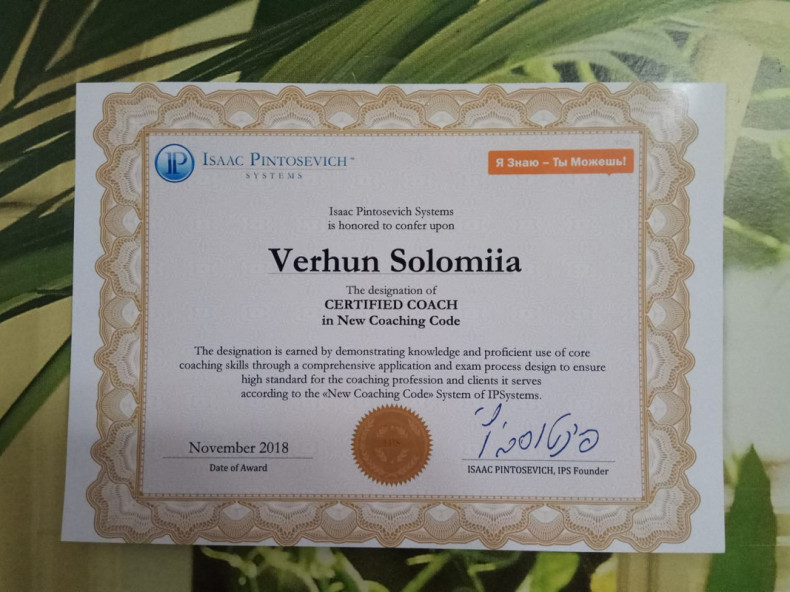 IP ISAAC PINTOSEVICH™
SYSTEMS
Я Знаю – Ты Можешь!
Isaac Pintosevich Systems
is honored to confer upon
Verhun Solomiia
The designation of
CERTIFIED COACH
in New Coaching Code
The designation is earned by demonstrating knowledge and proficient use of core
coaching skills through a comprehensive application and exam process design to ensure
high standard for the coaching profession and clients it serves
according to the «New Coaching Code» System of IPSystems.
November 2018
Date of Award
IPS
ISAAC PINTOSEVICH, IPS Founder